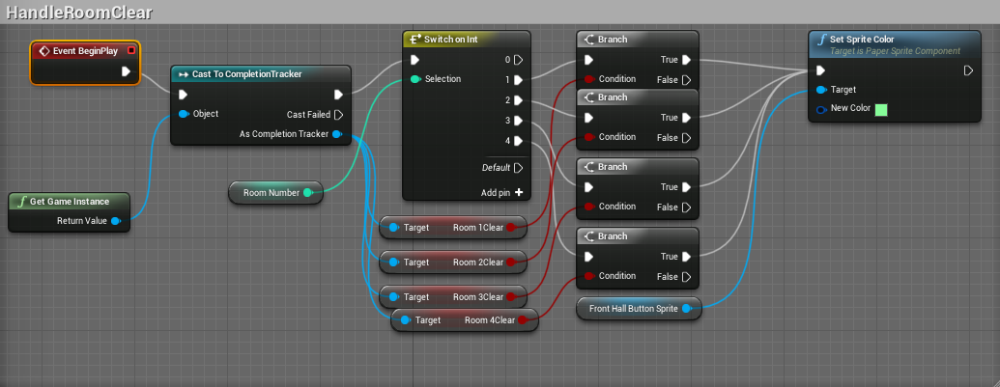 HandleRoomClear
Event BeginPlay
Cast To CompletionTracker
Object
Cast Failed
As Completion Tracker
Get Game Instance
Return Value
Room Number
Switch on Int
0
Selection
1
2
3
4
Default
Add pin
Target Room 1Clear
Target Room 2Clear
Target Room 3Clear
Target Room 4Clear
Branch
True
Condition False
Branch
True
Condition False
Branch
True
Condition False
Branch
True
Condition False
Front Hall Button Sprite
Set Sprite Color
Target is Paper Sprite Component
Target
New Color